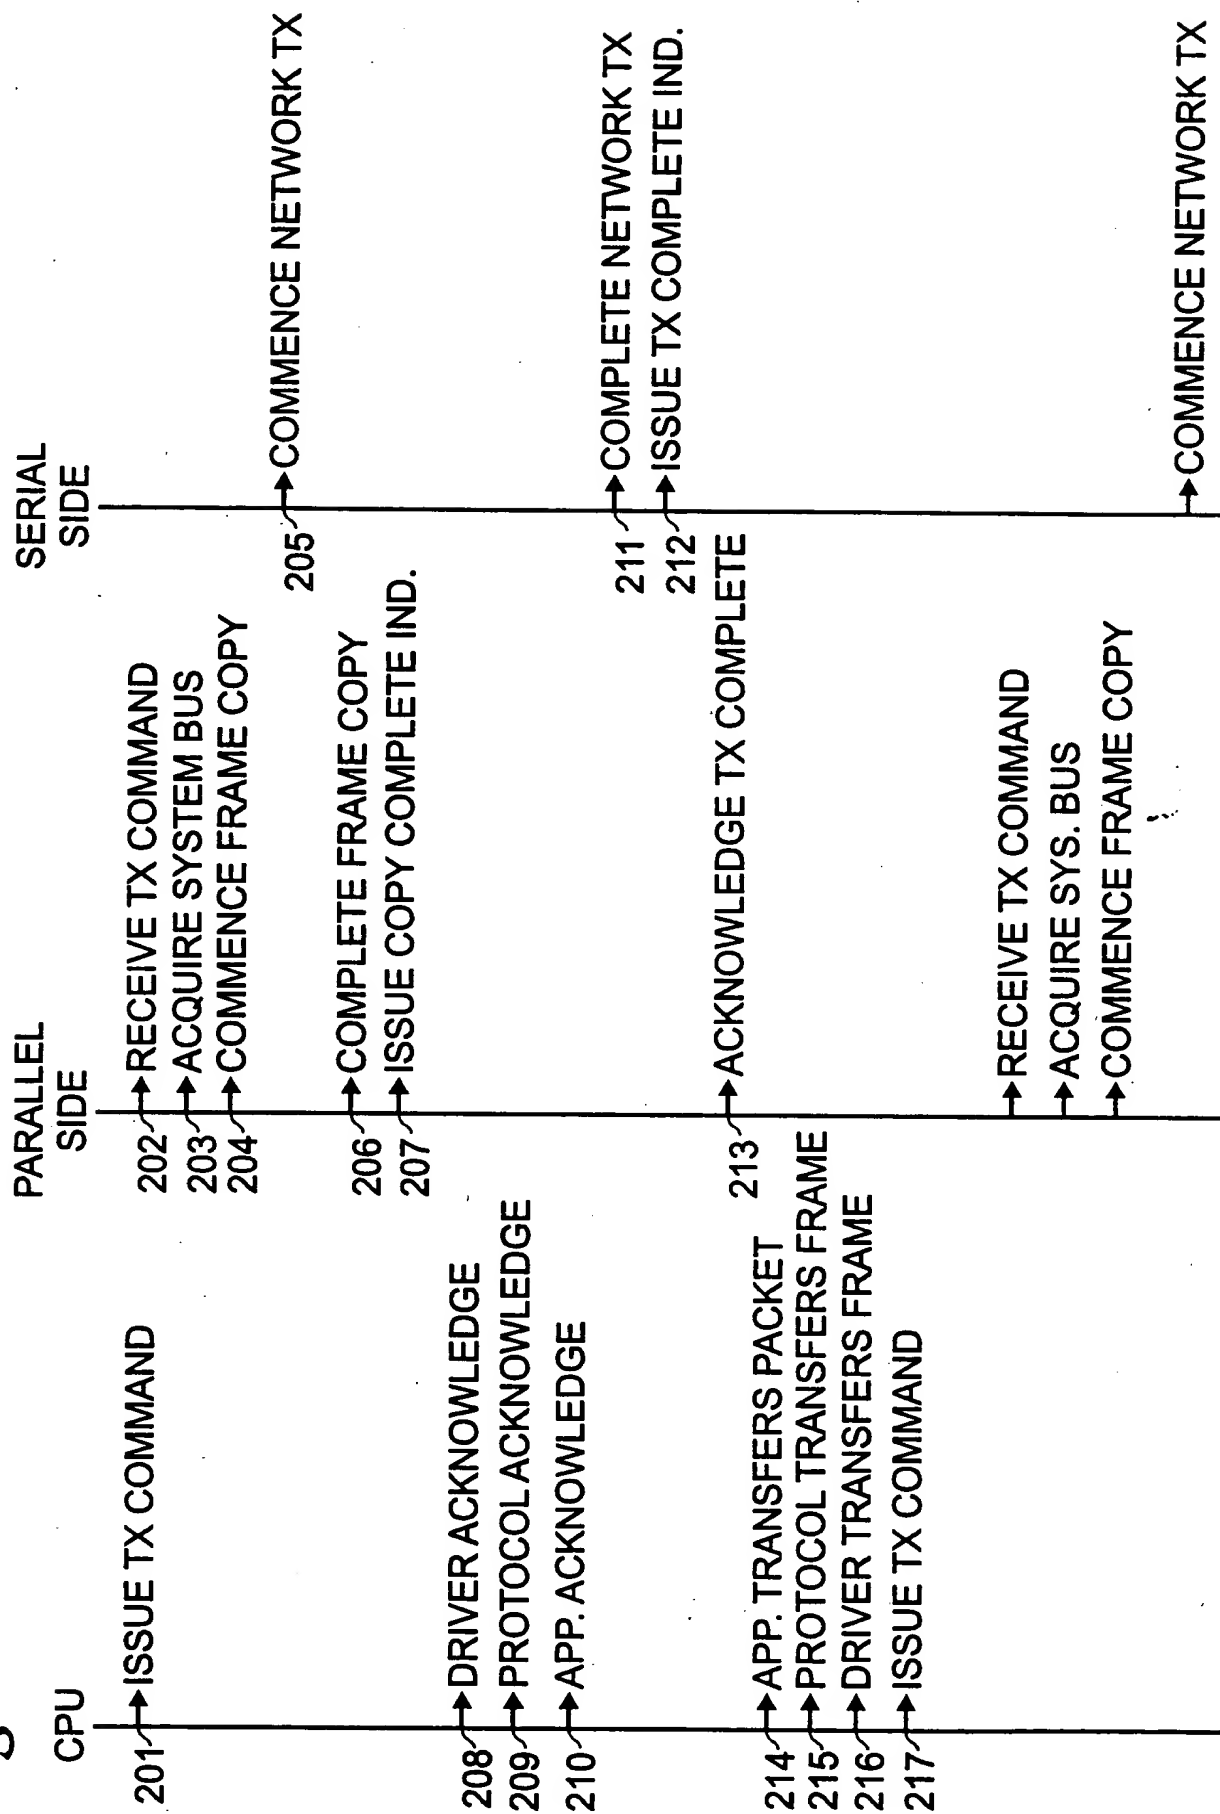 CPU
201 ISSUE TX COMMAND
208 DRIVER ACKNOWLEDGE
209 PROTOCOL ACKNOWLEDGE
210 APP. ACKNOWLEDGE
214 APP. TRANSFERS PACKET
215 PROTOCOL TRANSFERS FRAME
216 DRIVER TRANSFERS FRAME
217 ISSUE TX COMMAND
PARALLEL
SIDE
202 RECEIVE TX COMMAND
203 ACQUIRE SYSTEM BUS
204 COMMENCE FRAME COPY
206 COMPLETE FRAME COPY
207 ISSUE COPY COMPLETE IND.
213 ACKNOWLEDGE TX COMPLETE
RECEIVE TX COMMAND
ACQUIRE SYS. BUS
COMMENCE FRAME COPY
SERIAL
SIDE
205 COMMENCE NETWORK TX
211 COMPLETE NETWORK TX
212 ISSUE TX COMPLETE IND.
COMMENCE NETWORK TX